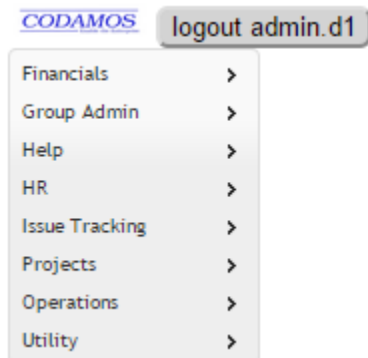 CODAMOS
logout admin.d1
Financials
Group Admin
Help
HR
Issue Tracking
Projects
Operations
Utility